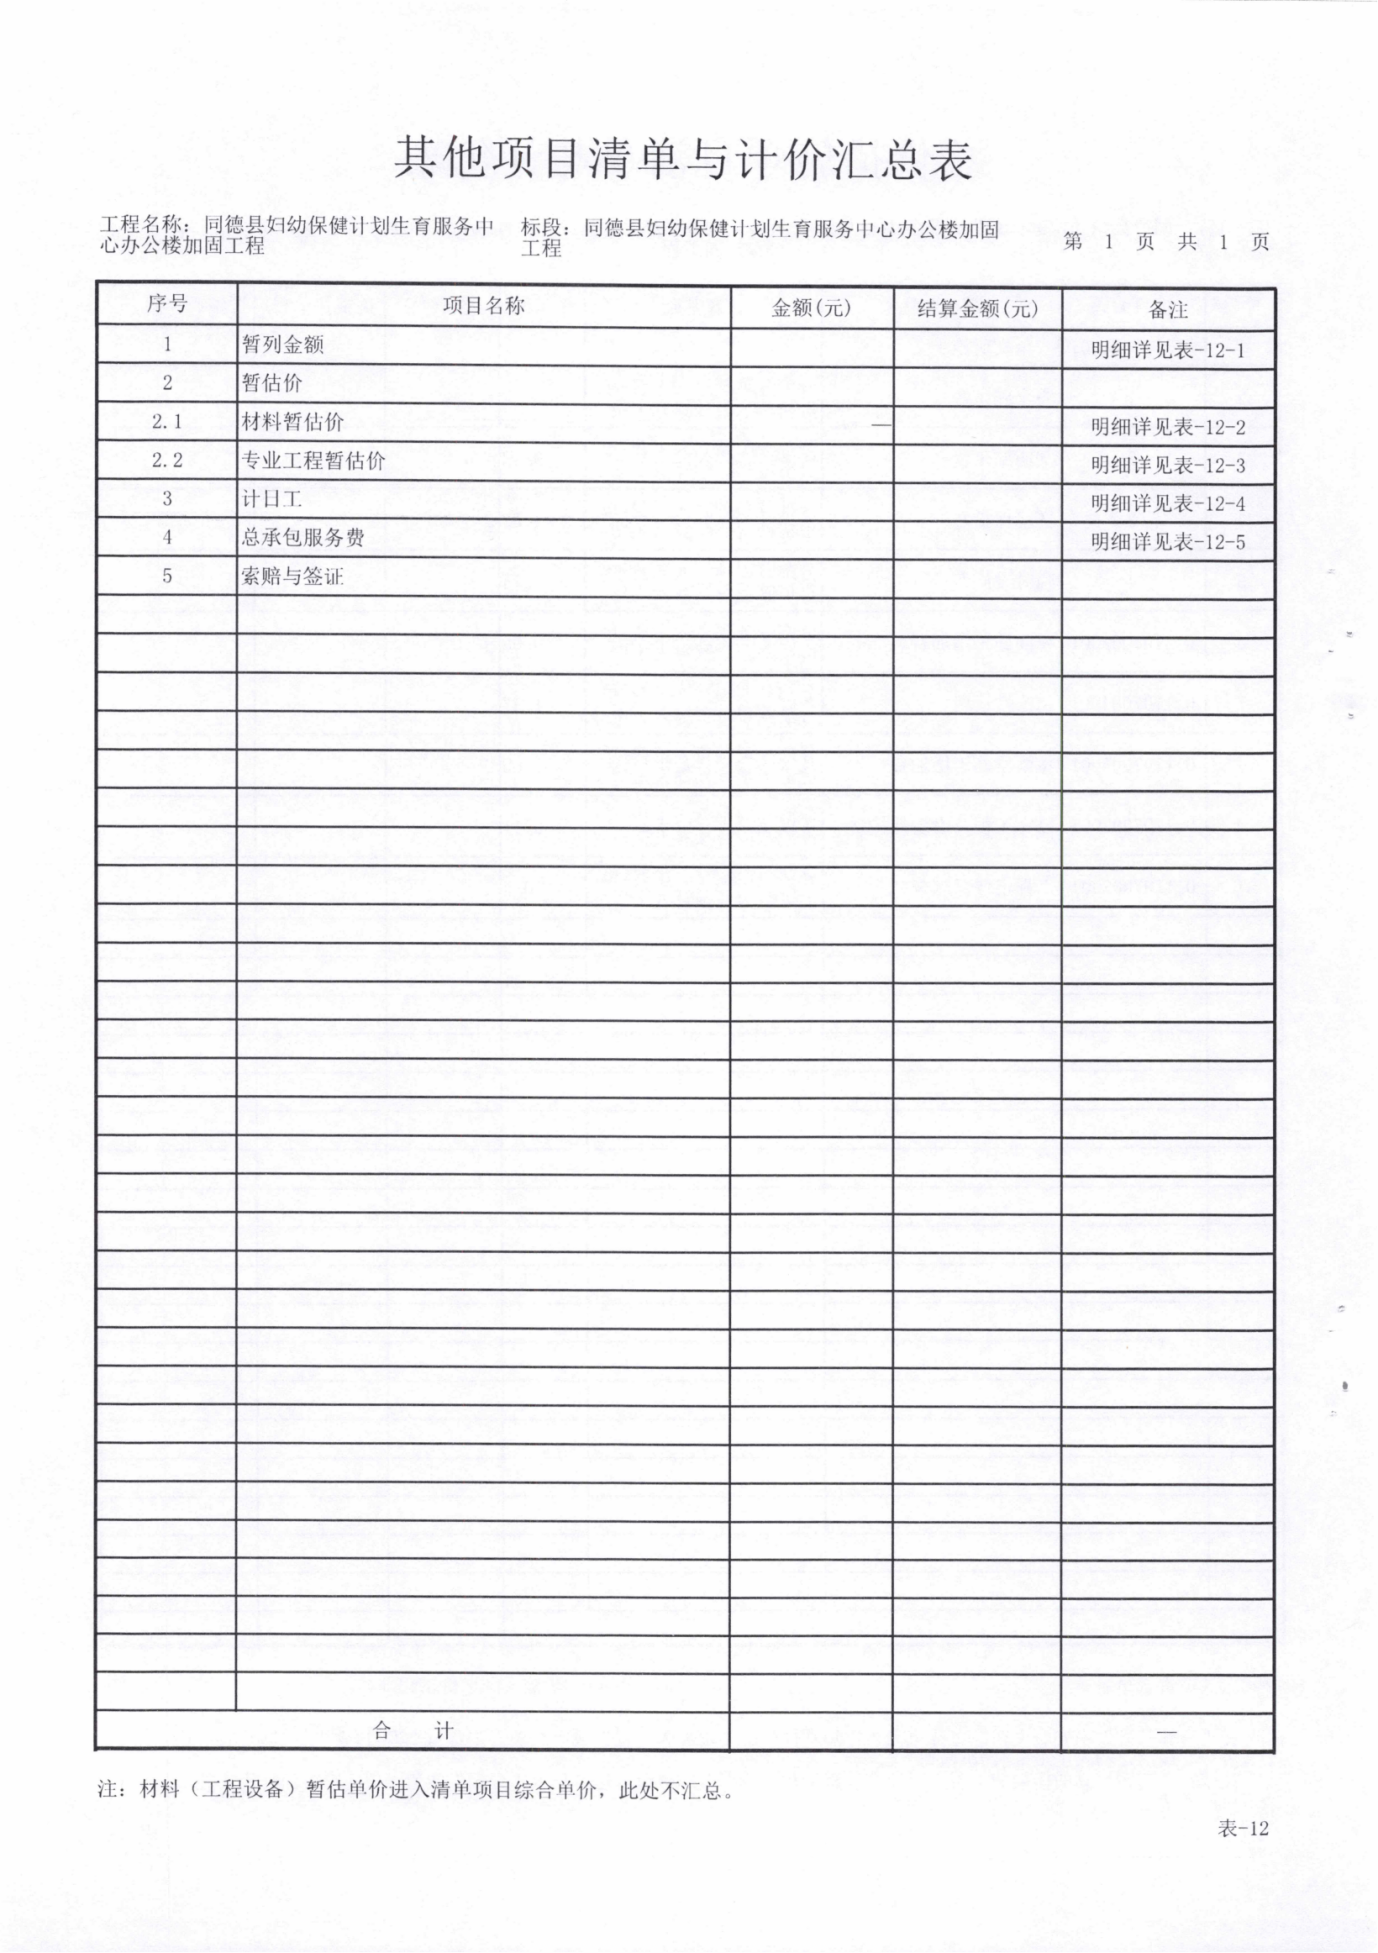 其他项目清单与计价汇总表
工程名称：同德县妇幼保健计划生育服务中
心办公楼加固工程
标段：同德县妇幼保健计划生育服务中心办公楼加固
工程
第 1 页 共 1 页
序号 项目名称 金额(元) 结算金额(元) 备注
1 暂列金额 明细详见表-12-1
2 暂估价
2.1 材料暂估价 — 明细详见表-12-2
2.2 专业工程暂估价 明细详见表-12-3
3 计日工 明细详见表-12-4
4 总承包服务费 明细详见表-12-5
5 索赔与签证
合 计 —
注：材料（工程设备）暂估单价进入清单项目综合单价，此处不汇总。
表-12